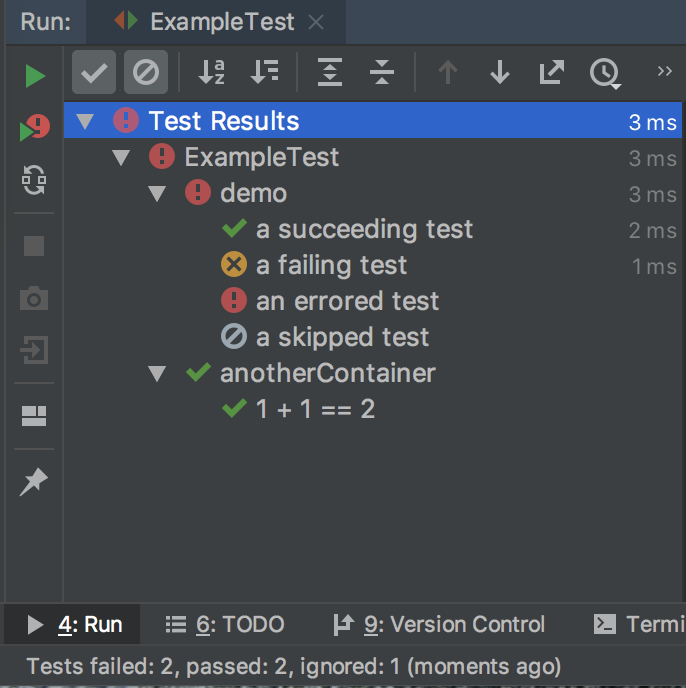 Run: ExampleTest
Test Results 3 ms
ExampleTest 3 ms
demo 3 ms
a succeeding test 2 ms
a failing test 1 ms
an errored test
a skipped test
anotherContainer
1 + 1 == 2
4: Run 6: TODO 9: Version Control Termi
Tests failed: 2, passed: 2, ignored: 1 (moments ago)